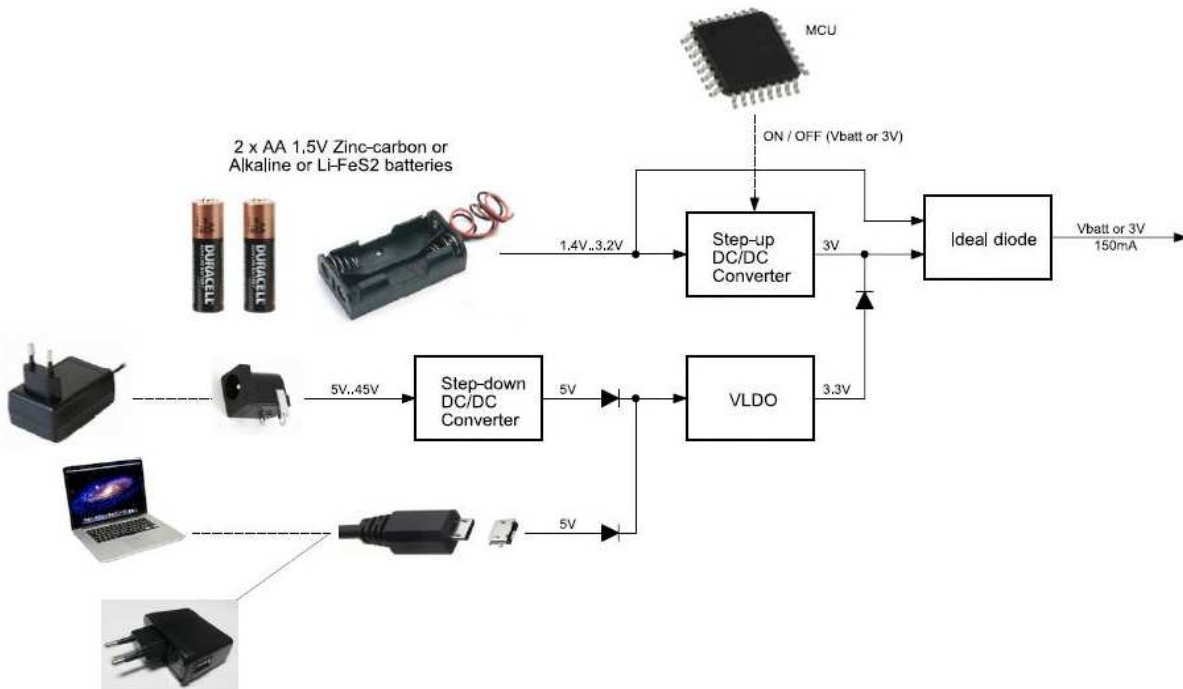 MCU
ON / OFF (Vbatt or 3V)
2 x AA 1,5V Zinc-carbon or
Alkaline or Li-FeS2 batteries
DURACELL
DURACELL
1,4V..3,2V
Step-up
DC/DC
Converter
3V
Ideal diode
Vbatt or 3V
150mA
5V..45V
Step-down
DC/DC
Converter
5V
VLDO
3.3V
5V